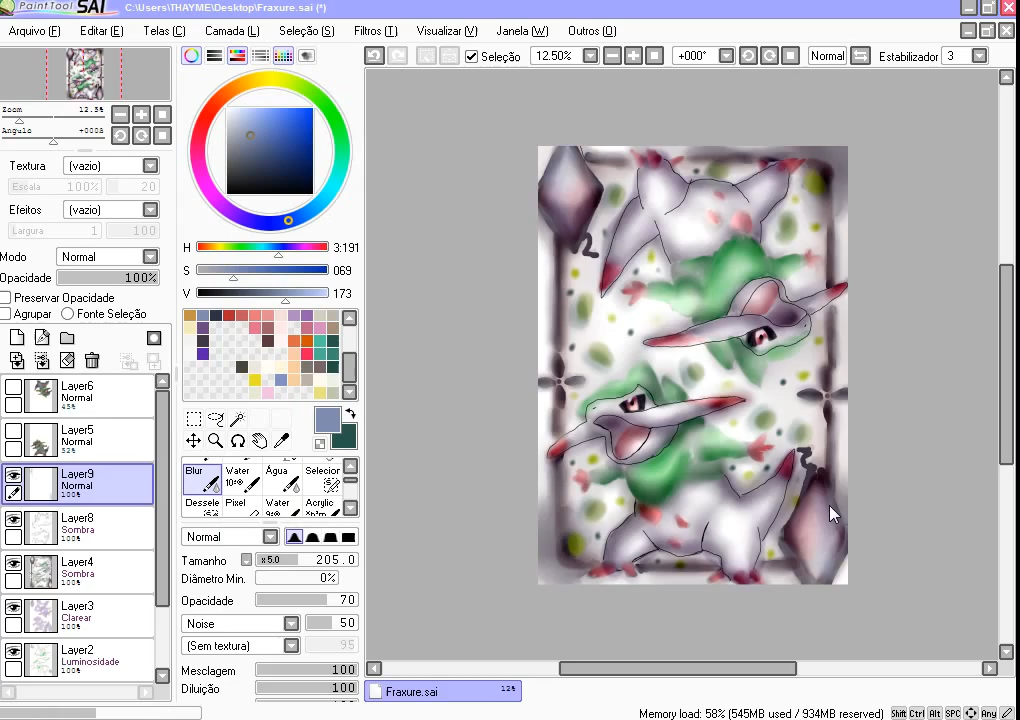 PaintTool SAI C:\Users\THAYME\Desktop\Fraxure.sai (*)
Arquivo (F) Editar (E) Telas (C) Camada (L) Seleção (S) Filtros (T) Visualizar (V) Janela (W) Outros (O)
Seleção 12.50% +000° Normal Estabilizador 3
Zoom 12.5%
Angulo +000°
Textura (vazio)
Escala 100% 20
Efeitos (vazio)
Largura 1 100
Modo Normal
Opacidade 100%
Preservar Opacidade
Agrupar Fonte Seleção
Layer6
Normal
45%
Layer5
Normal
52%
Layer9
Normal
100%
Layer8
Sombra
100%
Layer4
Sombra
100%
Layer3
Clarear
100%
Layer2
Luminosidade
100%
H 3:191
S 069
V 173
Blur Water Água Selecior
Dessele Pixel Water Acrylic
Normal
Tamanho x 5.0 205.0
Diâmetro Min. 0%
Opacidade 70
Noise 50
(Sem textura) 95
Mesclagem 100
Diluição 100
Fraxure.sai 12%
Memory load: 58% (545MB used / 934MB reserved) Shift Ctrl Alt SPC Any